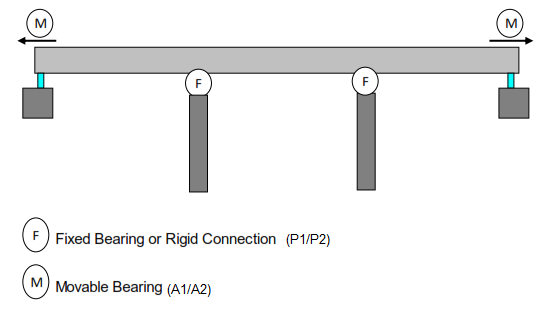 M M
F F
F Fixed Bearing or Rigid Connection (P1/P2)
M Movable Bearing (A1/A2)